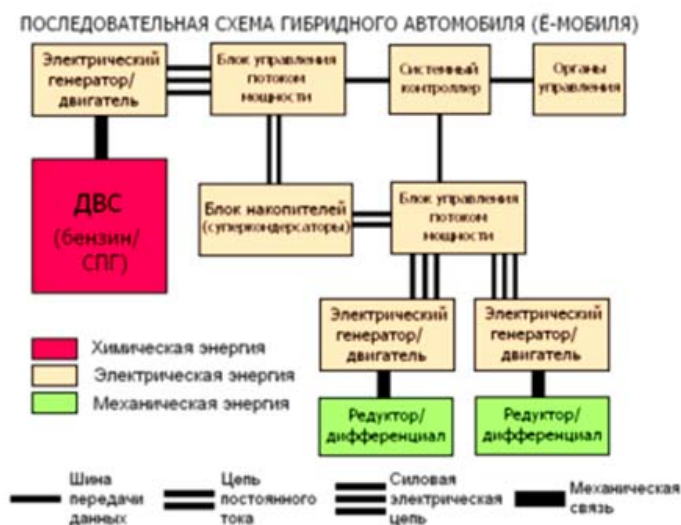 ПОСЛЕДОВАТЕЛЬНАЯ СХЕМА ГИБРИДНОГО АВТОМОБИЛЯ (Ё-МОБИЛЯ)
Электрический
генератор/
двигатель
Блок управления
потоком
мощности
Системный
контроллер
Органы
управления
ДВС
(бензин/
СПГ)
Блок накопителей
(суперкондерсаторы)
Блок управления
потоком
мощности
Электрический
генератор/
двигатель
Электрический
генератор/
двигатель
Химическая энергия
Электрическая энергия
Механическая энергия
Редуктор/
дифференциал
Редуктор/
дифференциал
Шина
передачи
данных
Цепь
постоянного
тока
Силовая
электрическая
цепь
Механическая
связь